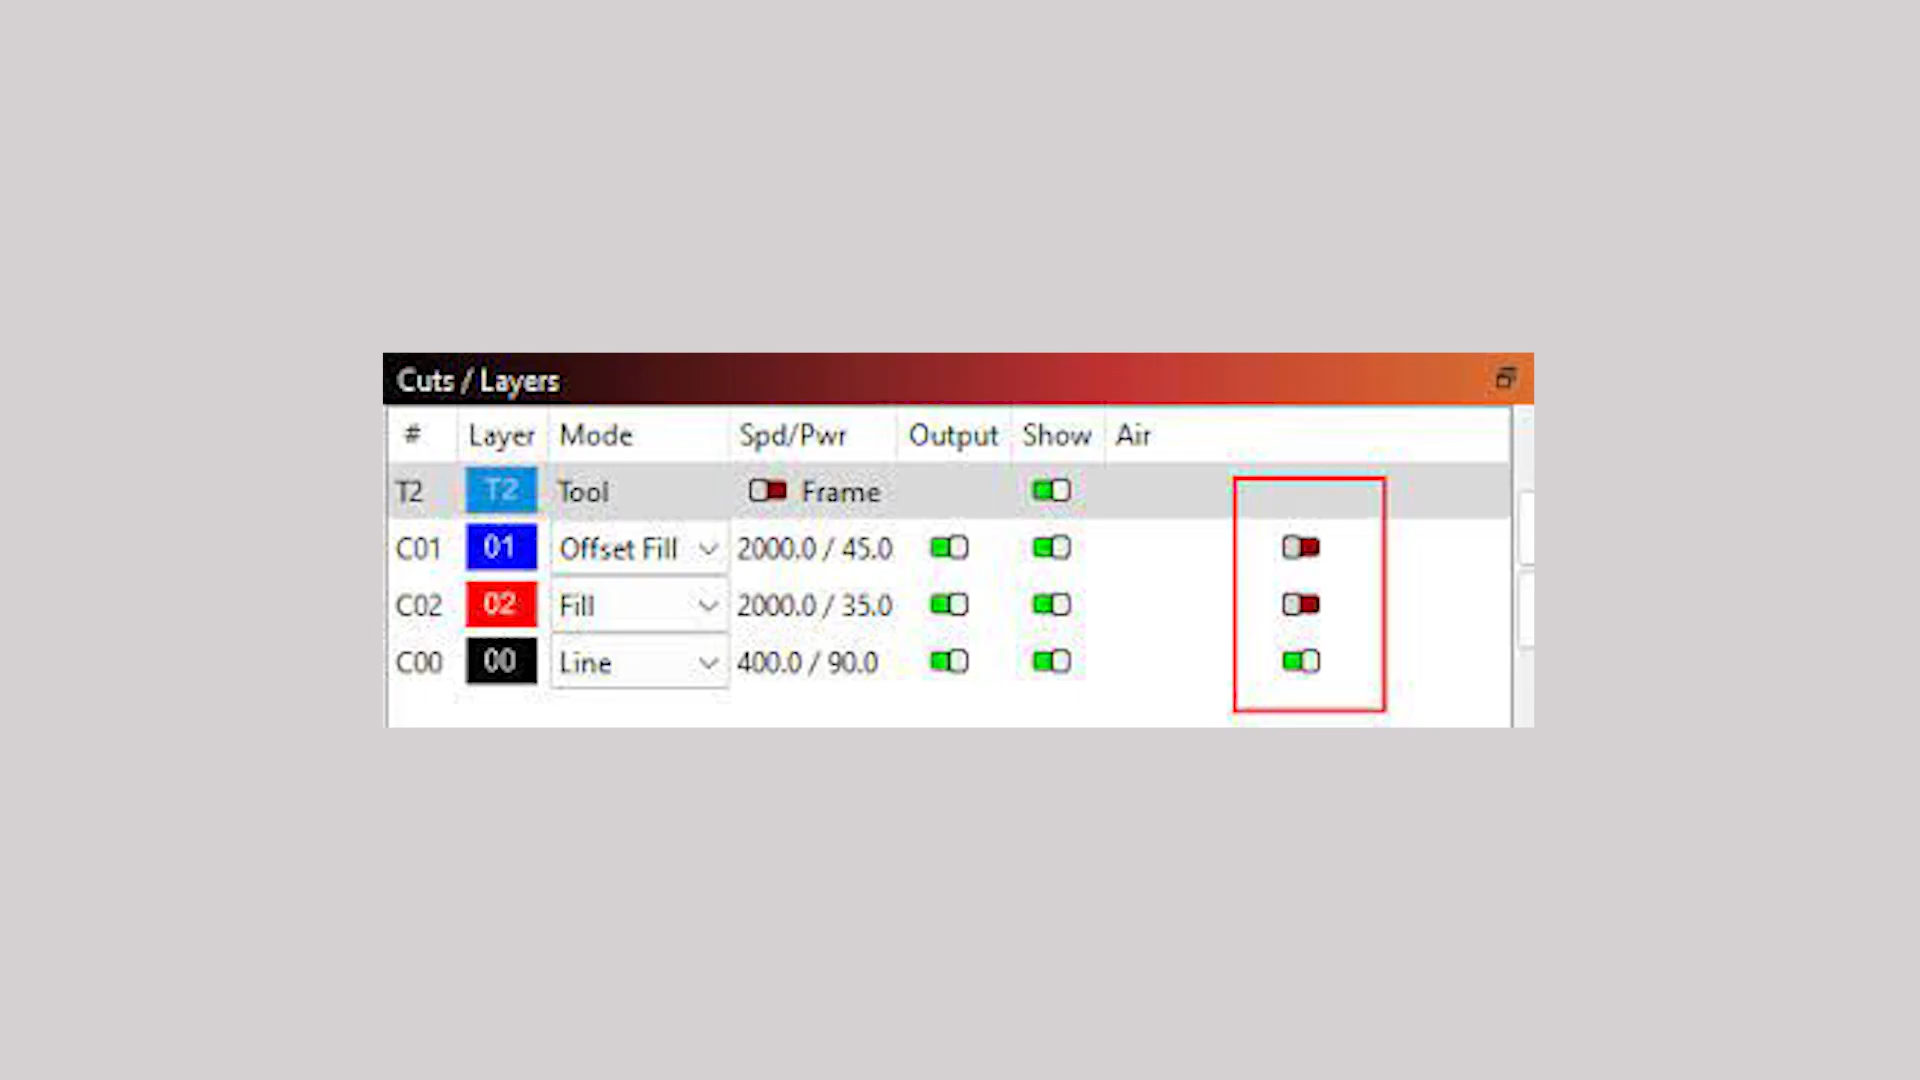 Cuts / Layers
# Layer Mode Spd/Pwr Output Show Air
T2 T2 Tool Frame
C01 01 Offset Fill 2000.0 / 45.0
C02 02 Fill 2000.0 / 35.0
C00 00 Line 400.0 / 90.0